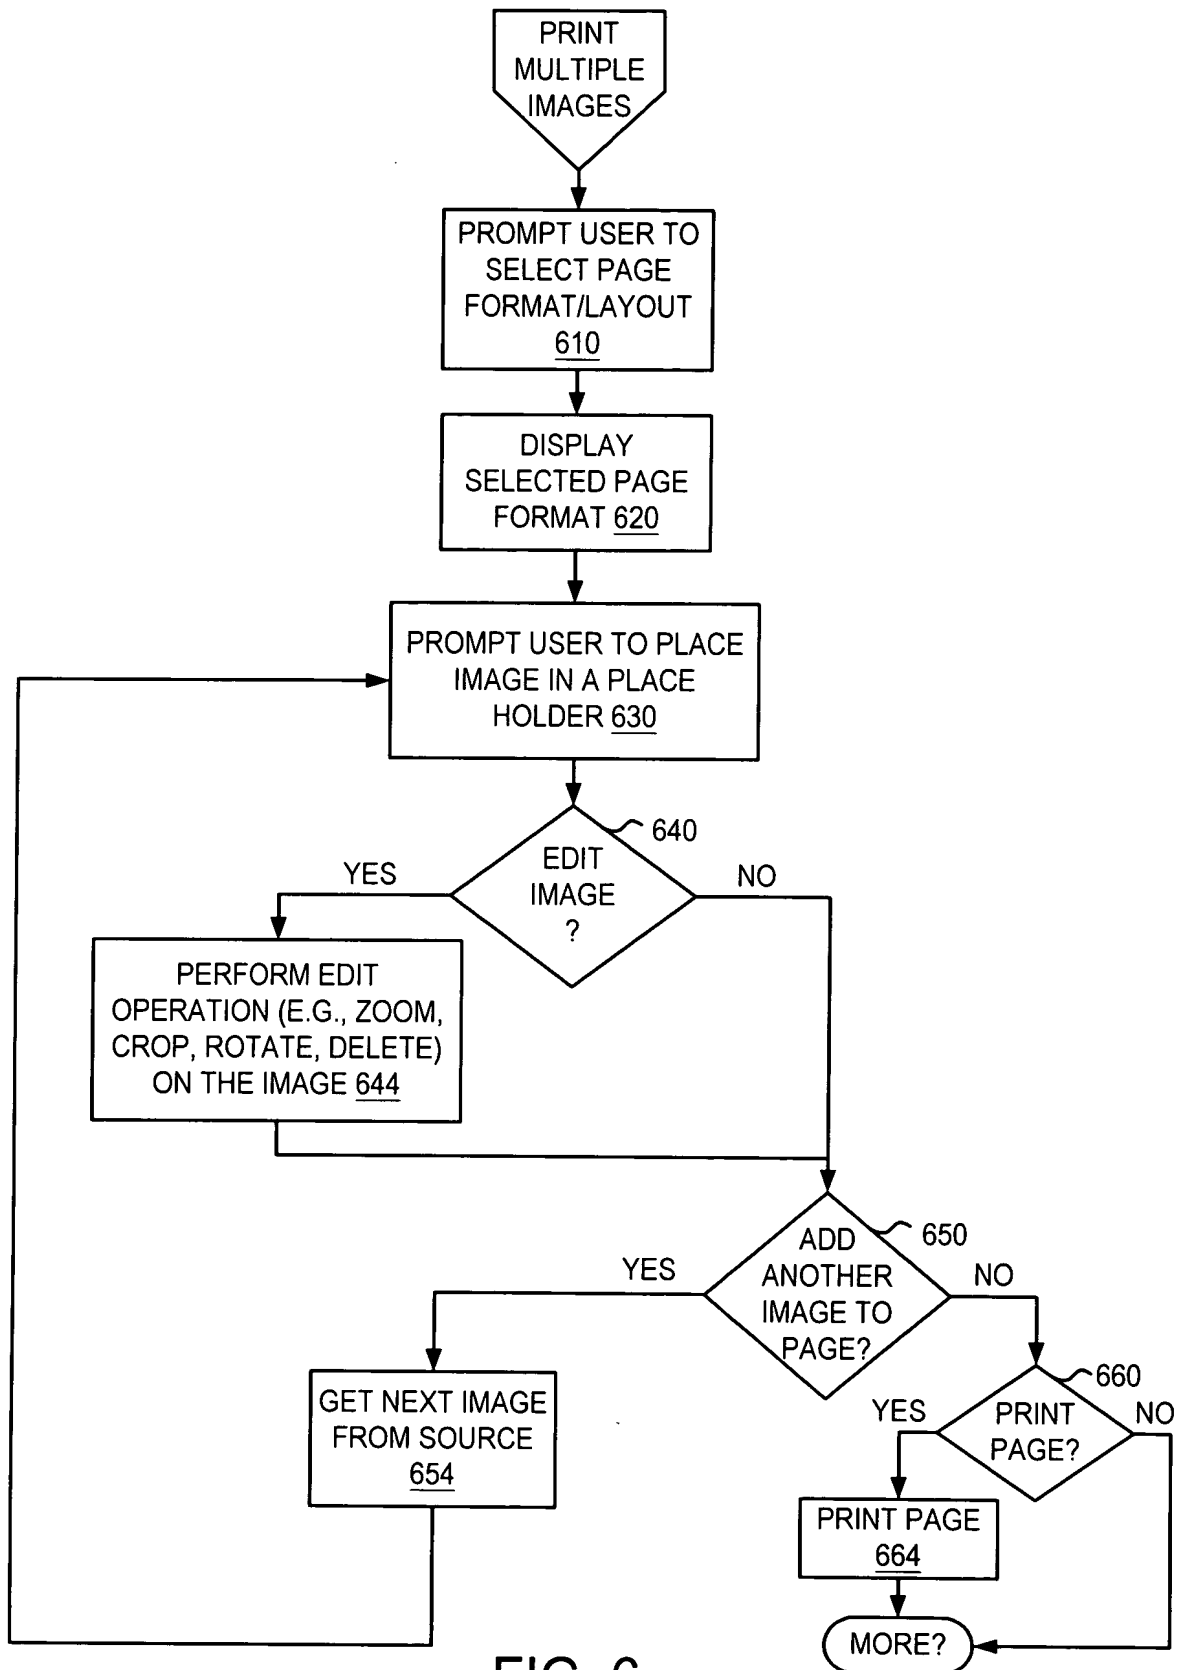 PRINT
MULTIPLE
IMAGES
PROMPT USER TO
SELECT PAGE
FORMAT/LAYOUT
610
DISPLAY
SELECTED PAGE
FORMAT 620
PROMPT USER TO PLACE
IMAGE IN A PLACE
HOLDER 630
640
EDIT
IMAGE
?
YES
NO
PERFORM EDIT
OPERATION (E.G., ZOOM,
CROP, ROTATE, DELETE)
ON THE IMAGE 644
650
ADD
ANOTHER
IMAGE TO
PAGE?
YES
NO
GET NEXT IMAGE
FROM SOURCE
654
660
PRINT
PAGE?
YES
NO
PRINT PAGE
664
MORE?
FIG. 6